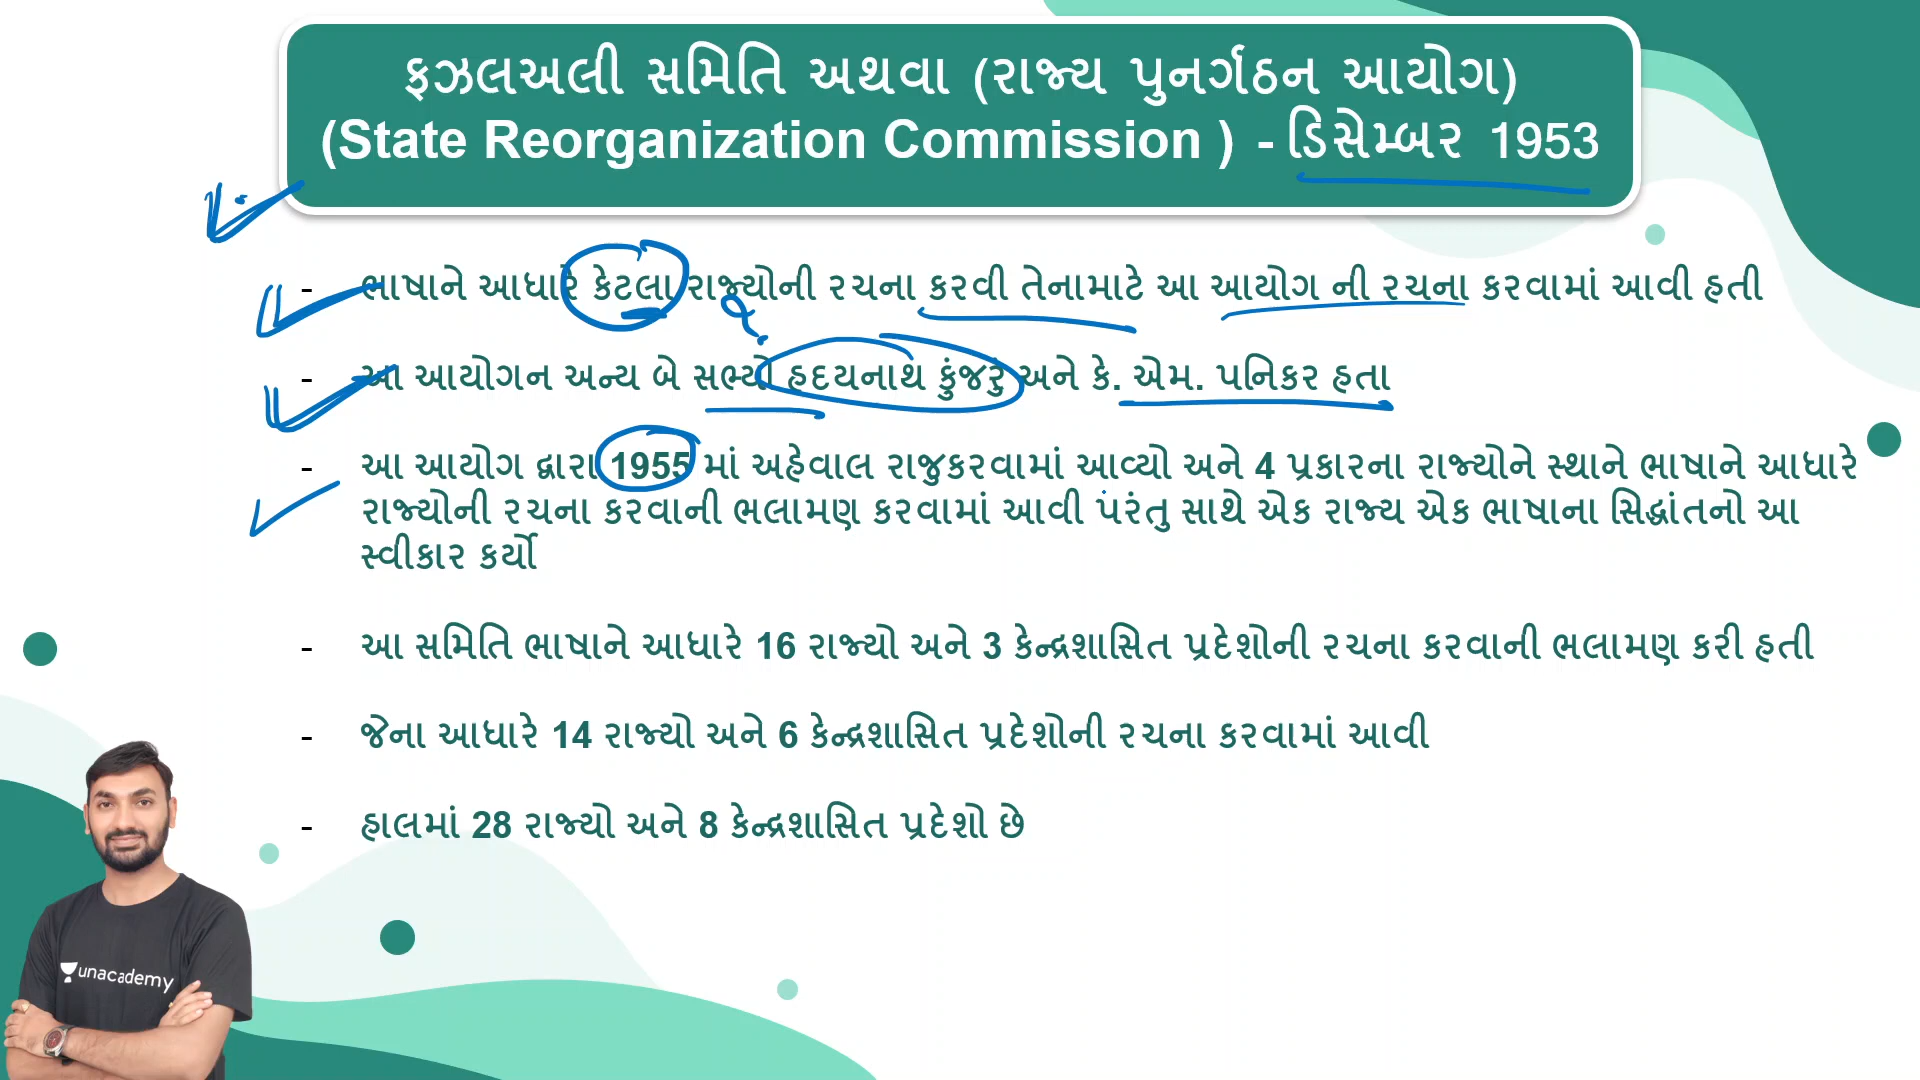 ફઝલઅલી સમિતિ અથવા (રાજ્ય પુનર્ગઠન આયોગ)
(State Reorganization Commission ) - ડિસેમ્બર 1953
- ભાષાને આધારે કેટલા રાજ્યોની રચના કરવી તેનામાટે આ આયોગ ની રચના કરવામાં આવી હતી
- આ આયોગન અન્ય બે સભ્યો હદયનાથ કુંજરુ અને કે. એમ. પનિકર હતા
- આ આયોગ દ્વારા 1955 માં અહેવાલ રાજુકરવામાં આવ્યો અને 4 પ્રકારના રાજ્યોને સ્થાને ભાષાને આધારે
રાજ્યોની રચના કરવાની ભલામણ કરવામાં આવી પરંતુ સાથે એક રાજ્ય એક ભાષાના સિદ્ધાંતનો આ
સ્વીકાર કર્યો
- આ સમિતિ ભાષાને આધારે 16 રાજ્યો અને 3 કેન્દ્રશાસિત પ્રદેશોની રચના કરવાની ભલામણ કરી હતી
- જેના આધારે 14 રાજ્યો અને 6 કેન્દ્રશાસિત પ્રદેશોની રચના કરવામાં આવી
- હાલમાં 28 રાજ્યો અને 8 કેન્દ્રશાસિત પ્રદેશો છે
unacademy